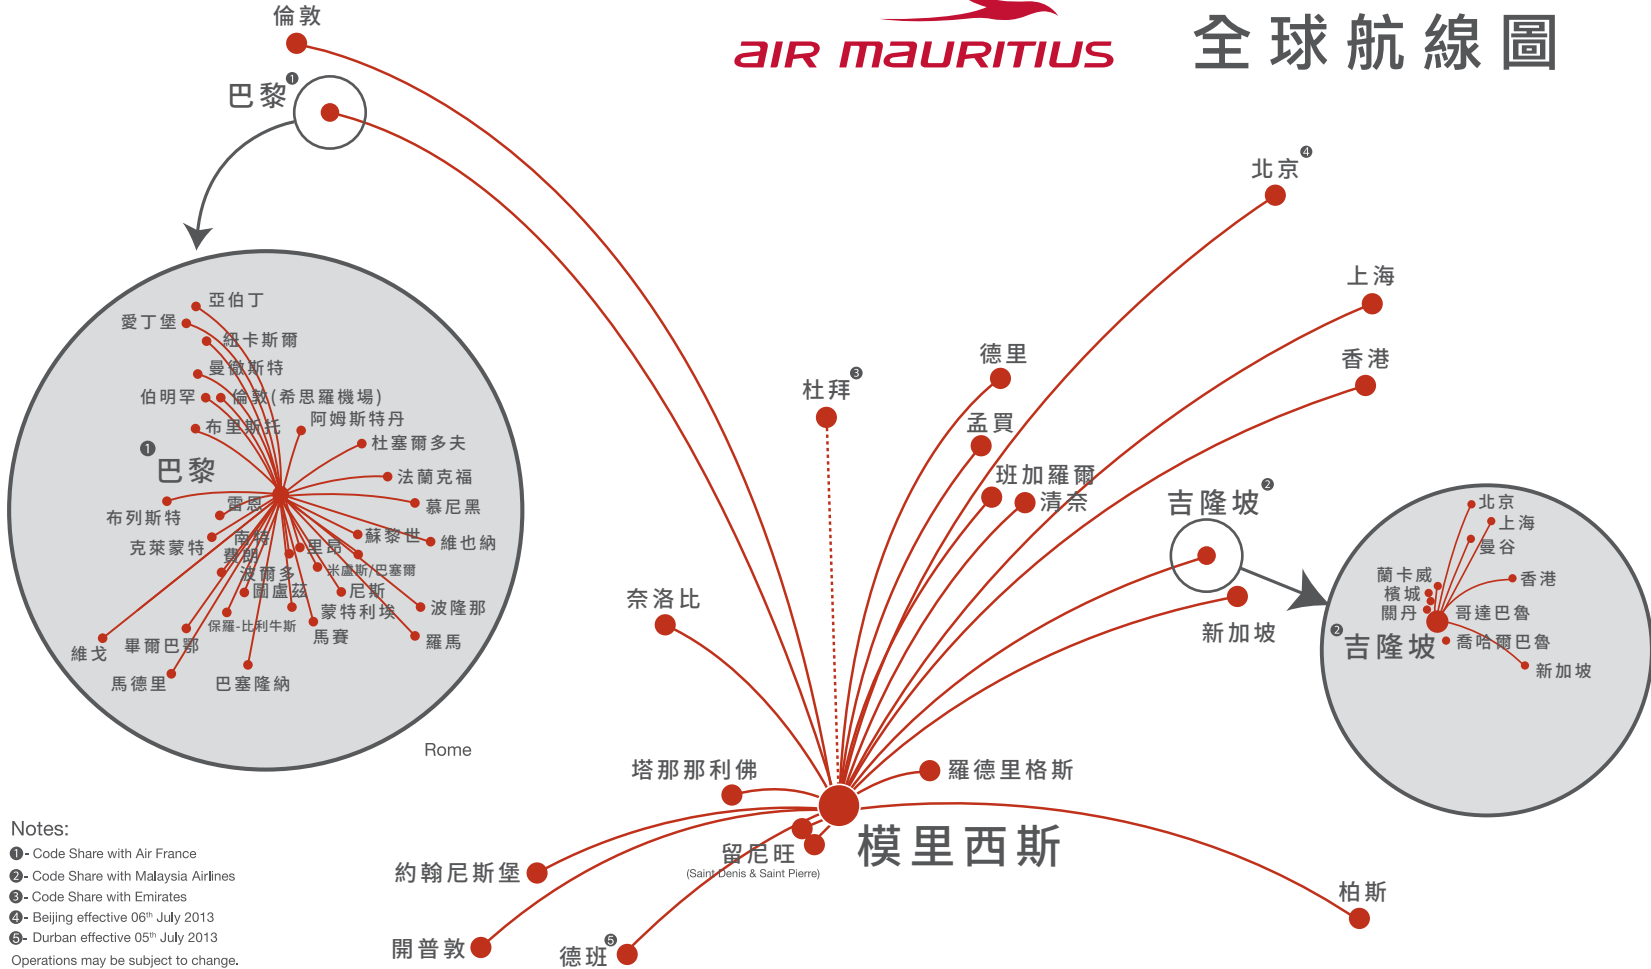 倫敦
AIR MAURITIUS
全球航線圖
巴黎❶
北京❹
上海
香港
德里
杜拜❸
孟買
班加羅爾
清奈
吉隆坡❷
新加坡
奈洛比
塔那那利佛
羅德里格斯
模里西斯
留尼旺
(Saint Denis & Saint Pierre)
約翰尼斯堡
開普敦
德班❺
柏斯
亞伯丁
愛丁堡
紐卡斯爾
曼徹斯特
伯明罕
倫敦(希思羅機場)
布里斯托
阿姆斯特丹
杜塞爾多夫
❶巴黎
法蘭克福
布列斯特
雷恩
慕尼黑
克萊蒙特
南特
里昂
蘇黎世
維也納
費朗
波爾多
米盧斯/巴塞爾
圖盧茲
尼斯
保羅-比利牛斯
蒙特利埃
波隆那
維戈
畢爾巴鄂
馬賽
羅馬
馬德里
巴塞隆納
Rome
北京
上海
曼谷
蘭卡威
香港
檳城
關丹
哥達巴魯
❷吉隆坡
喬哈爾巴魯
新加坡
Notes:
❶- Code Share with Air France
❷- Code Share with Malaysia Airlines
❸- Code Share with Emirates
❹- Beijing effective 06th July 2013
❺- Durban effective 05th July 2013
Operations may be subject to change.